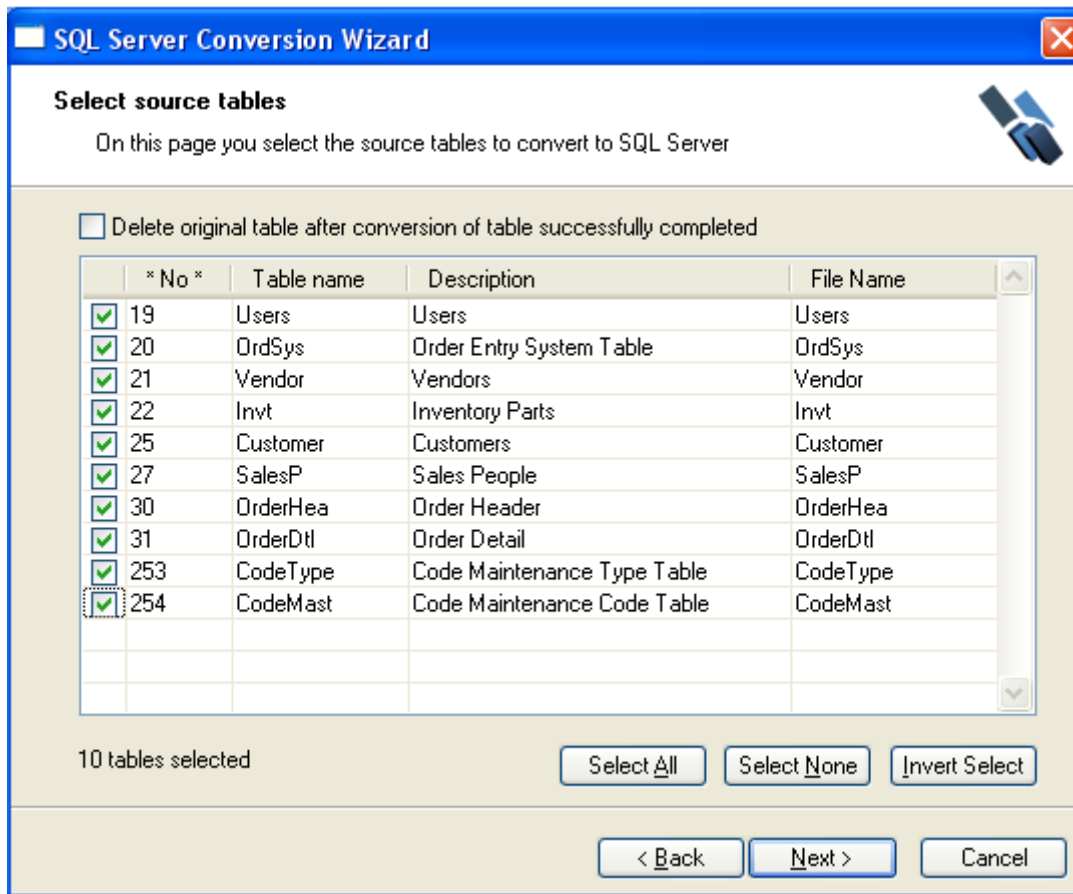 SQL Server Conversion Wizard
Select source tables
On this page you select the source tables to convert to SQL Server
Delete original table after conversion of table successfully completed
* No * Table name Description File Name
19 Users Users Users
20 OrdSys Order Entry System Table OrdSys
21 Vendor Vendors Vendor
22 Invt Inventory Parts Invt
25 Customer Customers Customer
27 SalesP Sales People SalesP
30 OrderHea Order Header OrderHea
31 OrderDtl Order Detail OrderDtl
253 CodeType Code Maintenance Type Table CodeType
254 CodeMast Code Maintenance Code Table CodeMast
10 tables selected Select All Select None Invert Select
< Back Next > Cancel